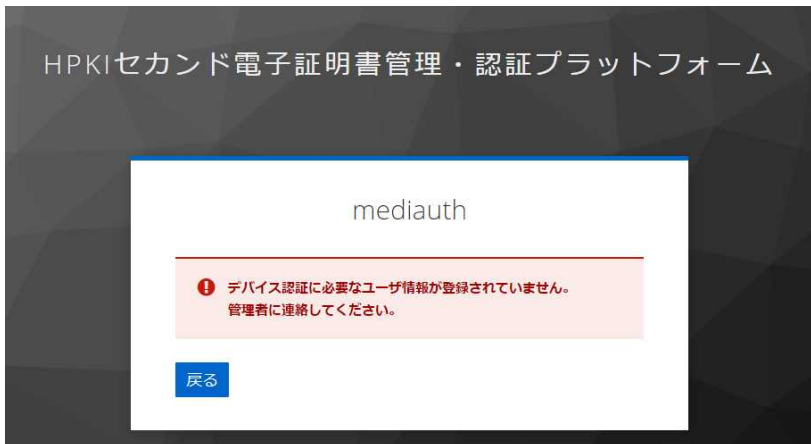 HPKIセカンド電子証明書管理・認証プラットフォーム
mediauth
デバイス認証に必要なユーザ情報が登録されていません。
管理者に連絡してください。
戻る